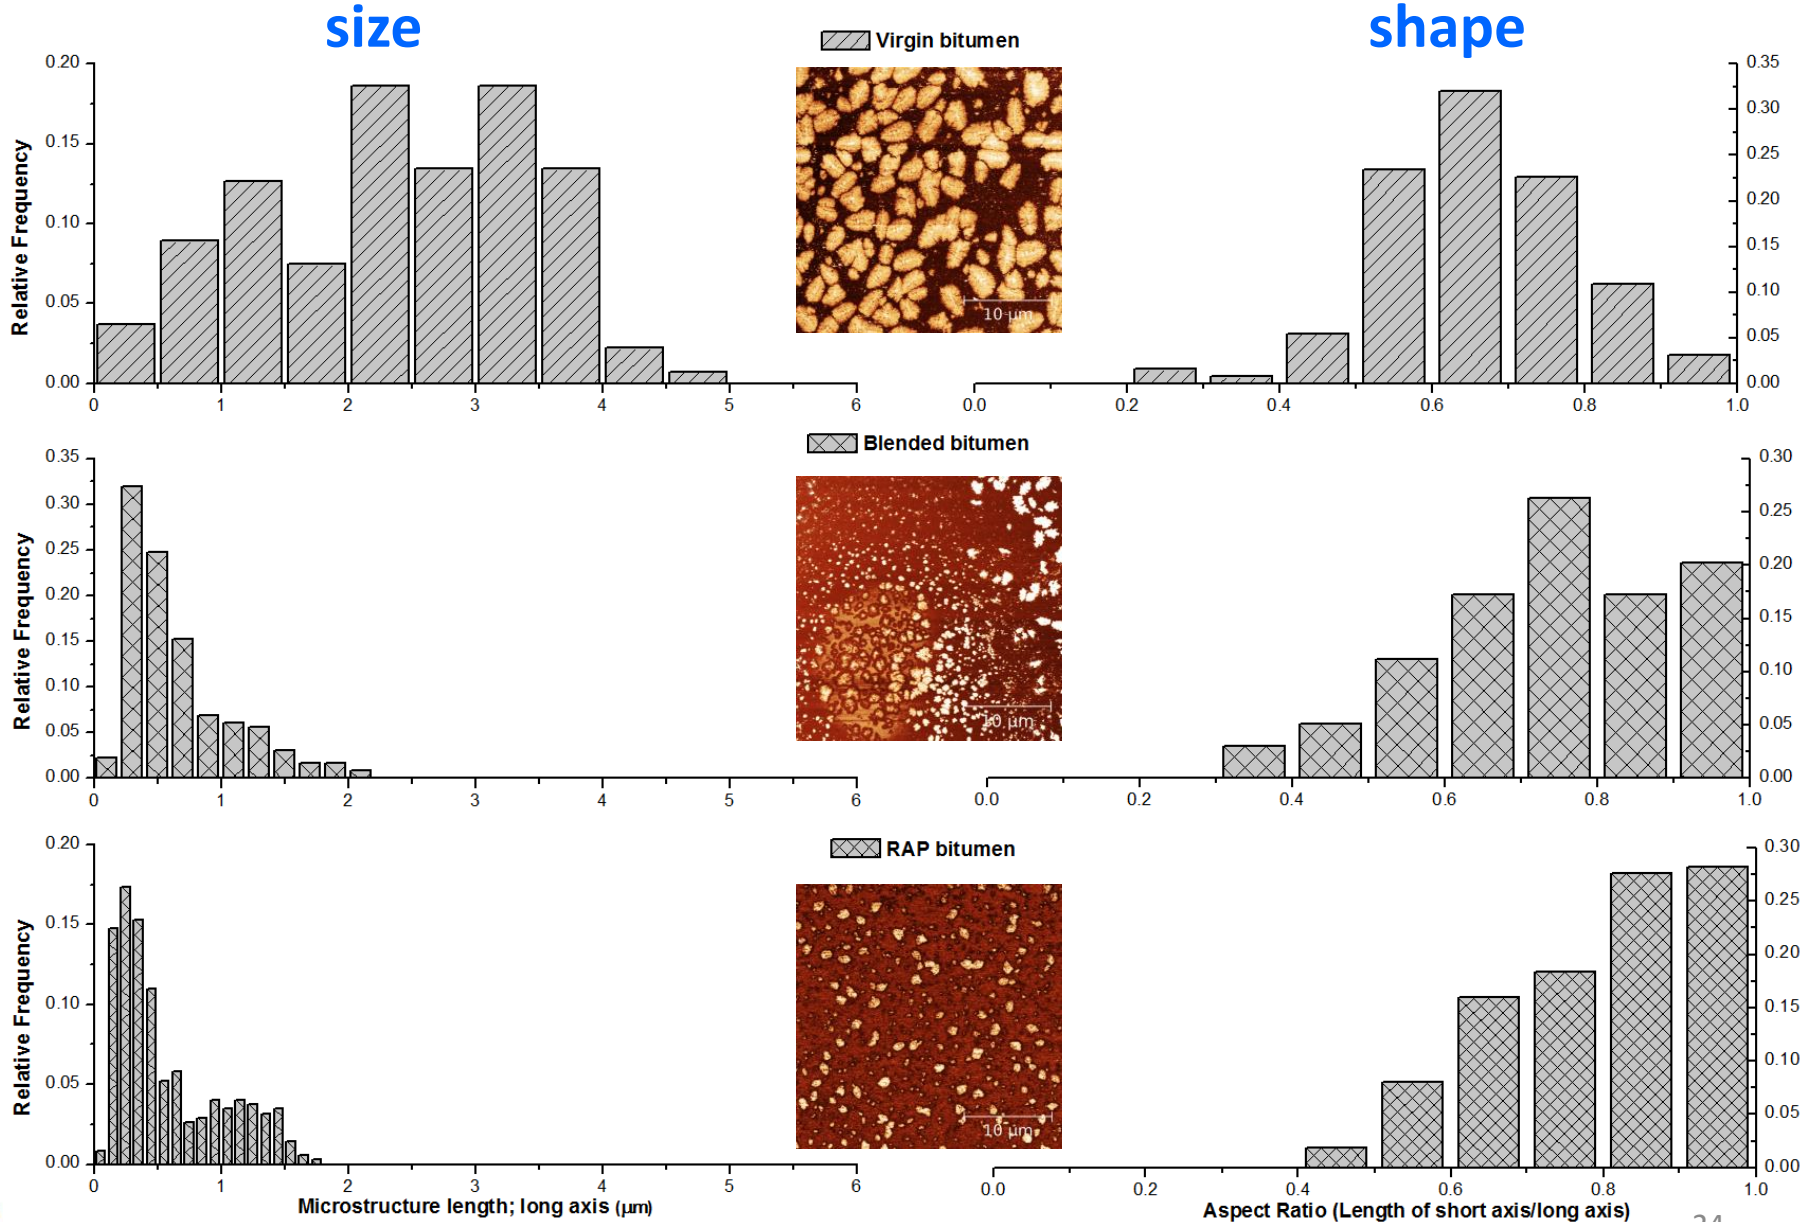 size
shape
Virgin bitumen
Relative Frequency
0.20
0.15
0.10
0.05
0.00
0 1 2 3 4 5 6
10 µm
0.35
0.30
0.25
0.20
0.15
0.10
0.05
0.00
0.0 0.2 0.4 0.6 0.8 1.0
Blended bitumen
Relative Frequency
0.35
0.30
0.25
0.20
0.15
0.10
0.05
0.00
0 1 2 3 4 5 6
10 µm
0.30
0.25
0.20
0.15
0.10
0.05
0.00
0.0 0.2 0.4 0.6 0.8 1.0
RAP bitumen
Relative Frequency
0.20
0.15
0.10
0.05
0.00
0 1 2 3 4 5 6
Microstructure length; long axis (µm)
10 µm
0.30
0.25
0.20
0.15
0.10
0.05
0.00
0.0 0.2 0.4 0.6 0.8 1.0
Aspect Ratio (Length of short axis/long axis)